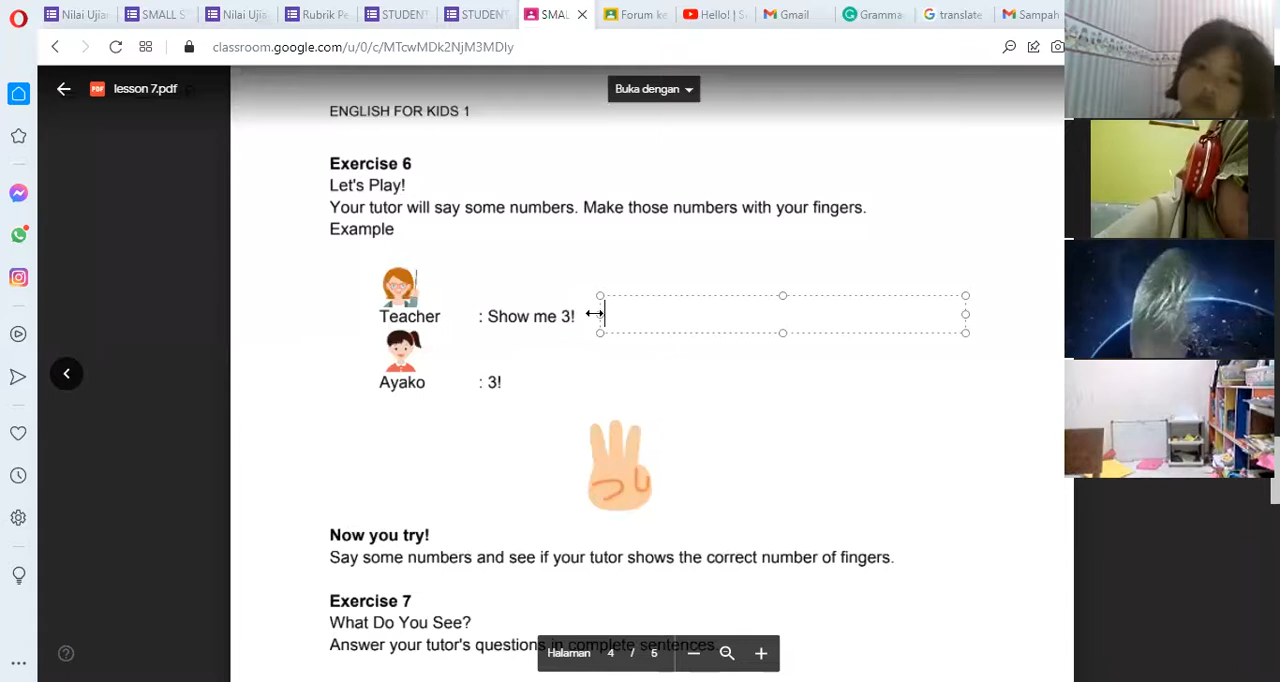 Nilai Ujia
SMALL S
Nilai Ujia
Rubrik Pe
STUDENT
STUDENT
SMAL
Forum ke
Hello! | S
Gmail
Gramma
translate
Sampah
classroom.google.com/u/0/c/MTcwMDk2NjM3MDIy
PDF
lesson 7.pdf
Buka dengan
ENGLISH FOR KIDS 1
Exercise 6
Let's Play!
Your tutor will say some numbers. Make those numbers with your fingers.
Example
Teacher : Show me 3!
Ayako : 3!
Now you try!
Say some numbers and see if your tutor shows the correct number of fingers.
Exercise 7
What Do You See?
Answer your tutor's questions in complete sentences.
Halaman 4 / 5